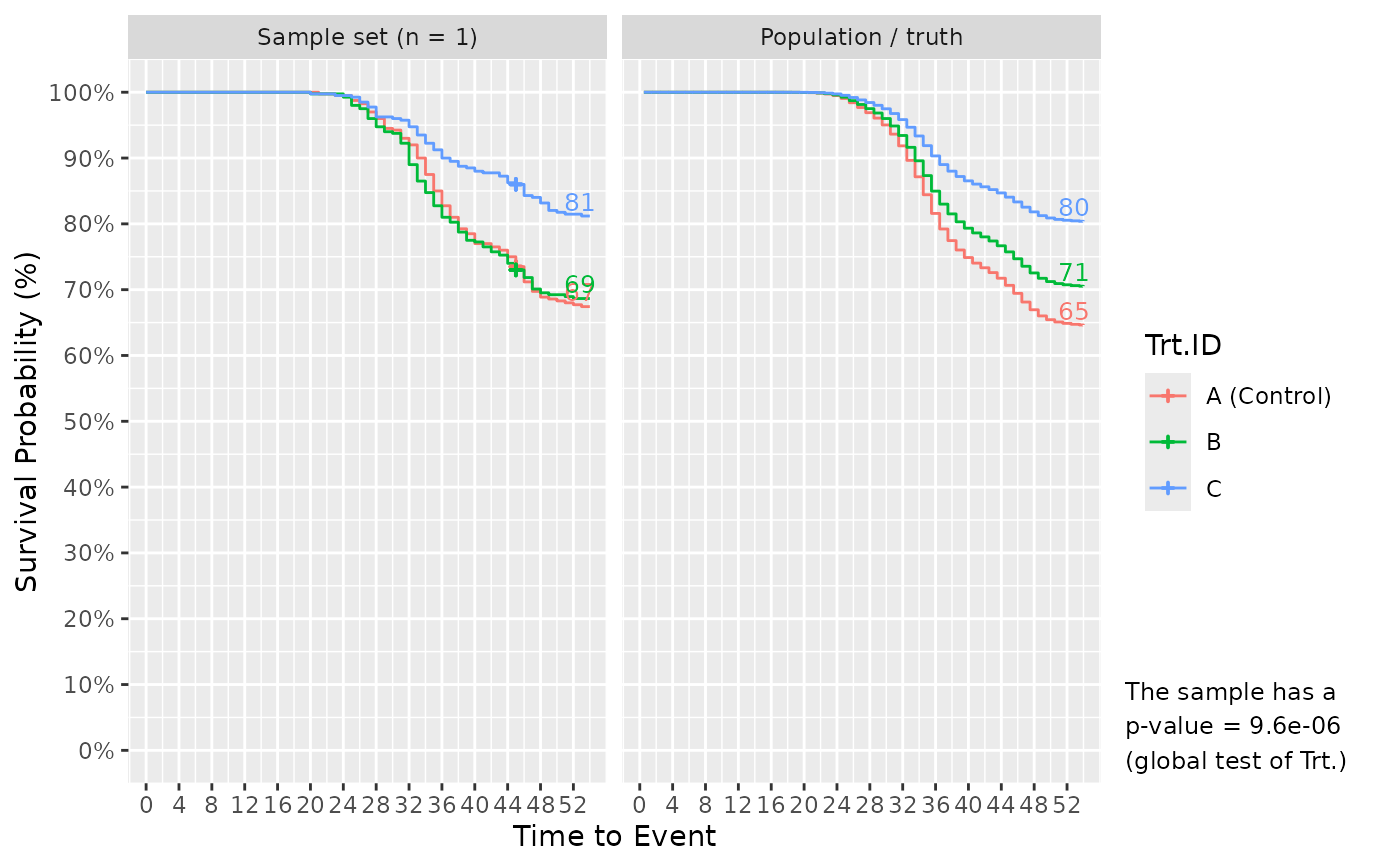 Sample set (n = 1)
Population / truth
Survival Probability (%)
100%
90%
80%
70%
60%
50%
40%
30%
20%
10%
0%
81
69
80
71
65
0 4 8 12 16 20 24 28 32 36 40 44 48 52
0 4 8 12 16 20 24 28 32 36 40 44 48 52
Time to Event
Trt.ID
A (Control)
B
C
The sample has a
p-value = 9.6e-06
(global test of Trt.)